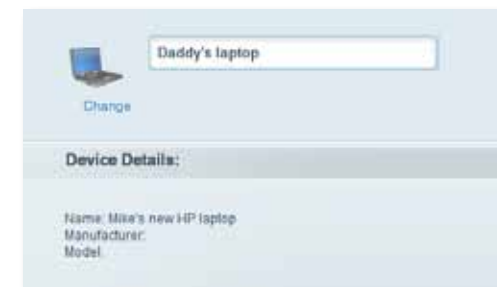 Daddy's laptop
Change
Device Details:
Name: Mike's new HP laptop
Manufacturer:
Model: